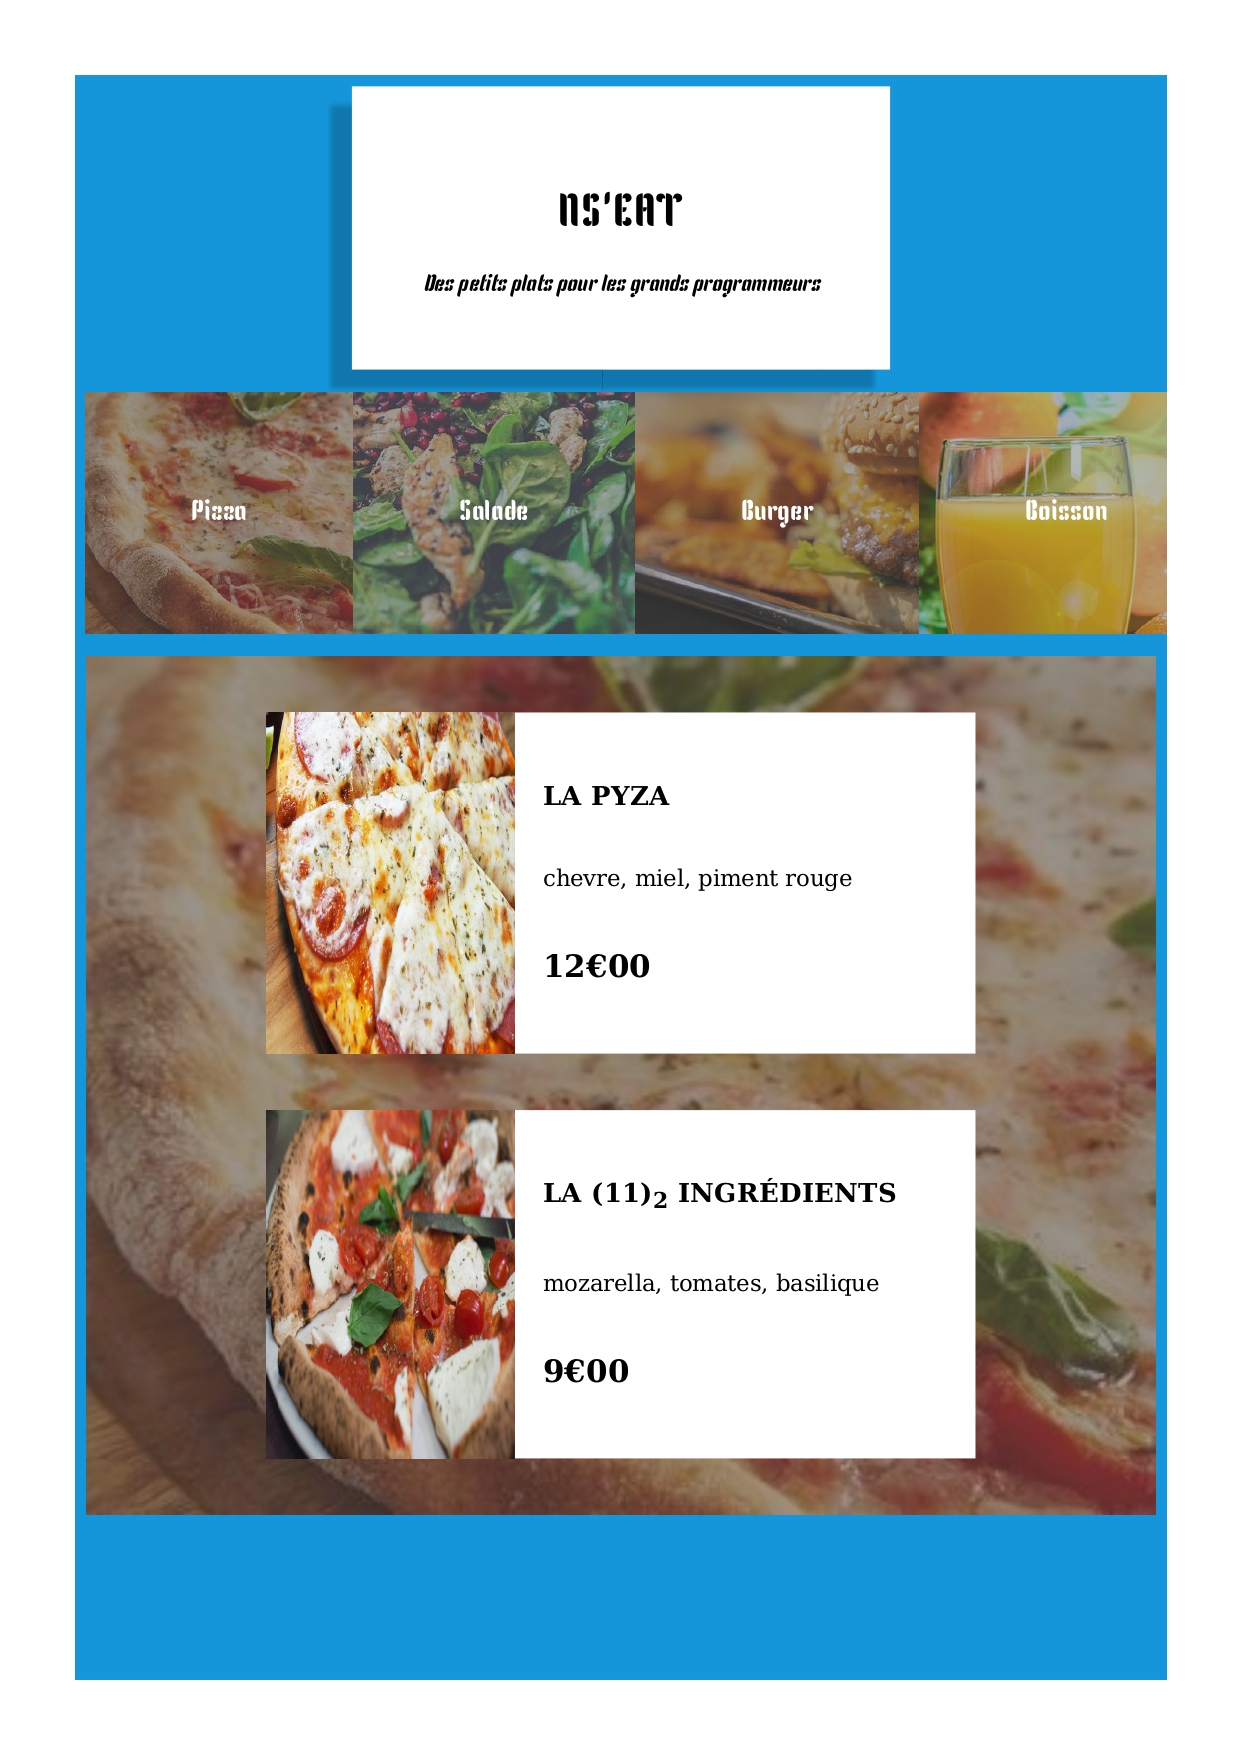 NS'EAT
Des petits plats pour les grands programmeurs
Pizza
Salade
Burger
Boisson
LA PYZA
chevre, miel, piment rouge
12€00
LA (11)₂ INGRÉDIENTS
mozarella, tomates, basilique
9€00